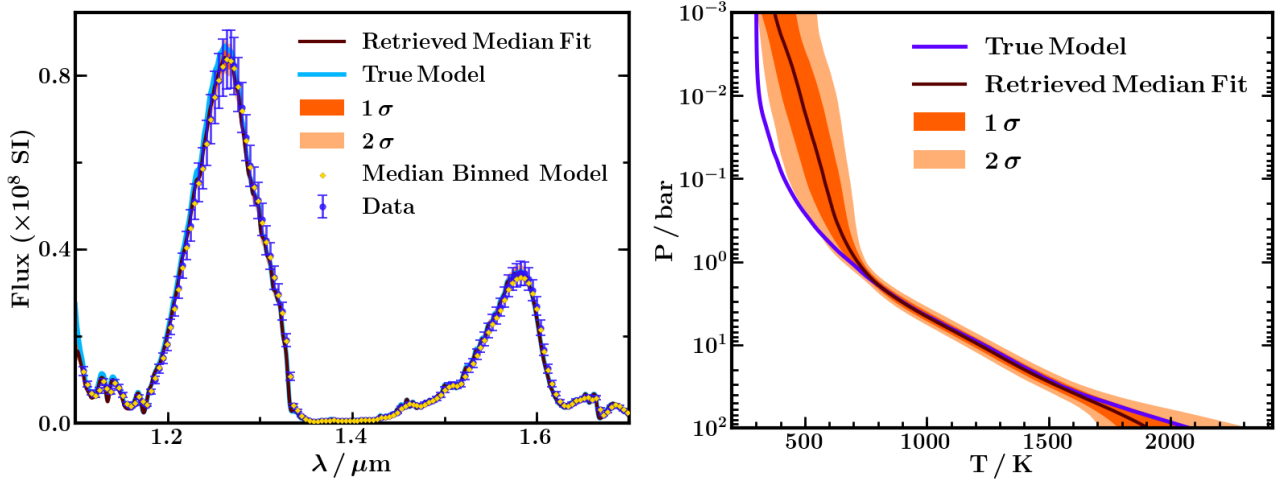 Retrieved Median Fit
True Model
1 σ
2 σ
Median Binned Model
Data
Flux (×10⁸ SI)
0.8
0.4
0.0
1.2
1.4
1.6
λ / μm
True Model
Retrieved Median Fit
1 σ
2 σ
P / bar
10⁻³
10⁻²
10⁻¹
10⁰
10¹
10²
500
1000
1500
2000
T / K